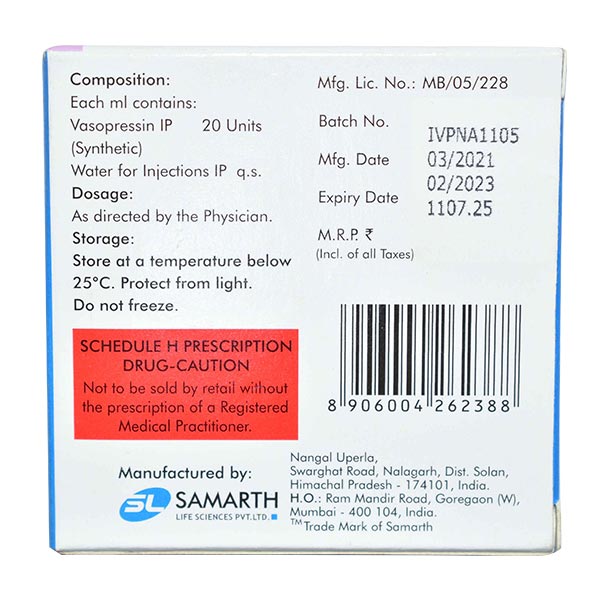 Composition:
Each ml contains:
Vasopressin IP 20 Units
(Synthetic)
Water for Injections IP q.s.
Dosage:
As directed by the Physician.
Storage:
Store at a temperature below
25°C. Protect from light.
Do not freeze.
SCHEDULE H PRESCRIPTION
DRUG-CAUTION
Not to be sold by retail without
the prescription of a Registered
Medical Practitioner.
Mfg. Lic. No.: MB/05/228
Batch No. IVPNA1105
Mfg. Date 03/2021
Expiry Date 02/2023
M.R.P. ₹ 1107.25
(Incl. of all Taxes)
8 906004 262388
Manufactured by:
SL SAMARTH
LIFE SCIENCES PVT.LTD.
Nangal Uperla,
Swarghat Road, Nalagarh, Dist. Solan,
Himachal Pradesh - 174101, India.
H.O.: Ram Mandir Road, Goregaon (W),
Mumbai - 400 104, India.
™Trade Mark of Samarth